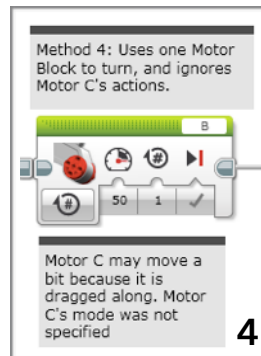 Method 4: Uses one Motor
Block to turn, and ignores
Motor C's actions.
B
#
#
50 1
Motor C may move a
bit because it is
dragged along. Motor
C's mode was not
specified
4